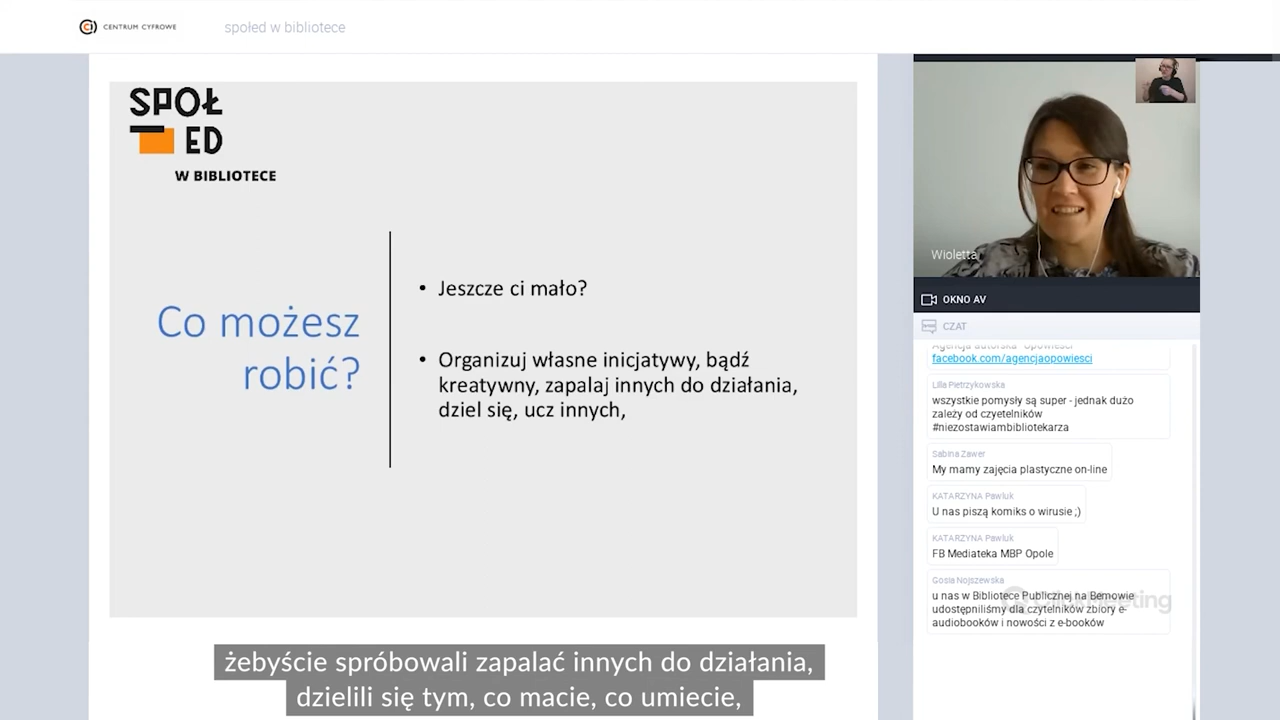 CENTRUM CYFROWE
społed w bibliotece
SPOŁ
ED
W BIBLIOTECE
Co możesz
robić?
• Jeszcze ci mało?
• Organizuj własne inicjatywy, bądź
kreatywny, zapalaj innych do działania,
dziel się, ucz innych,
żebyście spróbowali zapalać innych do działania,
dzielili się tym, co macie, co umiecie,
Wioletta
OKNO AV
CZAT
Agencja autorska "Opowieści"
facebook.com/agencjaopowiesci
Lilla Pietrzykowska
wszystkie pomysły są super - jednak dużo
zależy od czyetelników
#niezostawiambibliotekarza
Sabina Zawer
My mamy zajęcia plastyczne on-line
KATARZYNA Pawluk
U nas piszą komiks o wirusie ;)
KATARZYNA Pawluk
FB Mediateka MBP Opole
Gosia Nojszewska
u nas w Bibliotece Publicznej na Bemowie
udostępniliśmy dla czytelników zbiory e-
audiobooków i nowości z e-booków